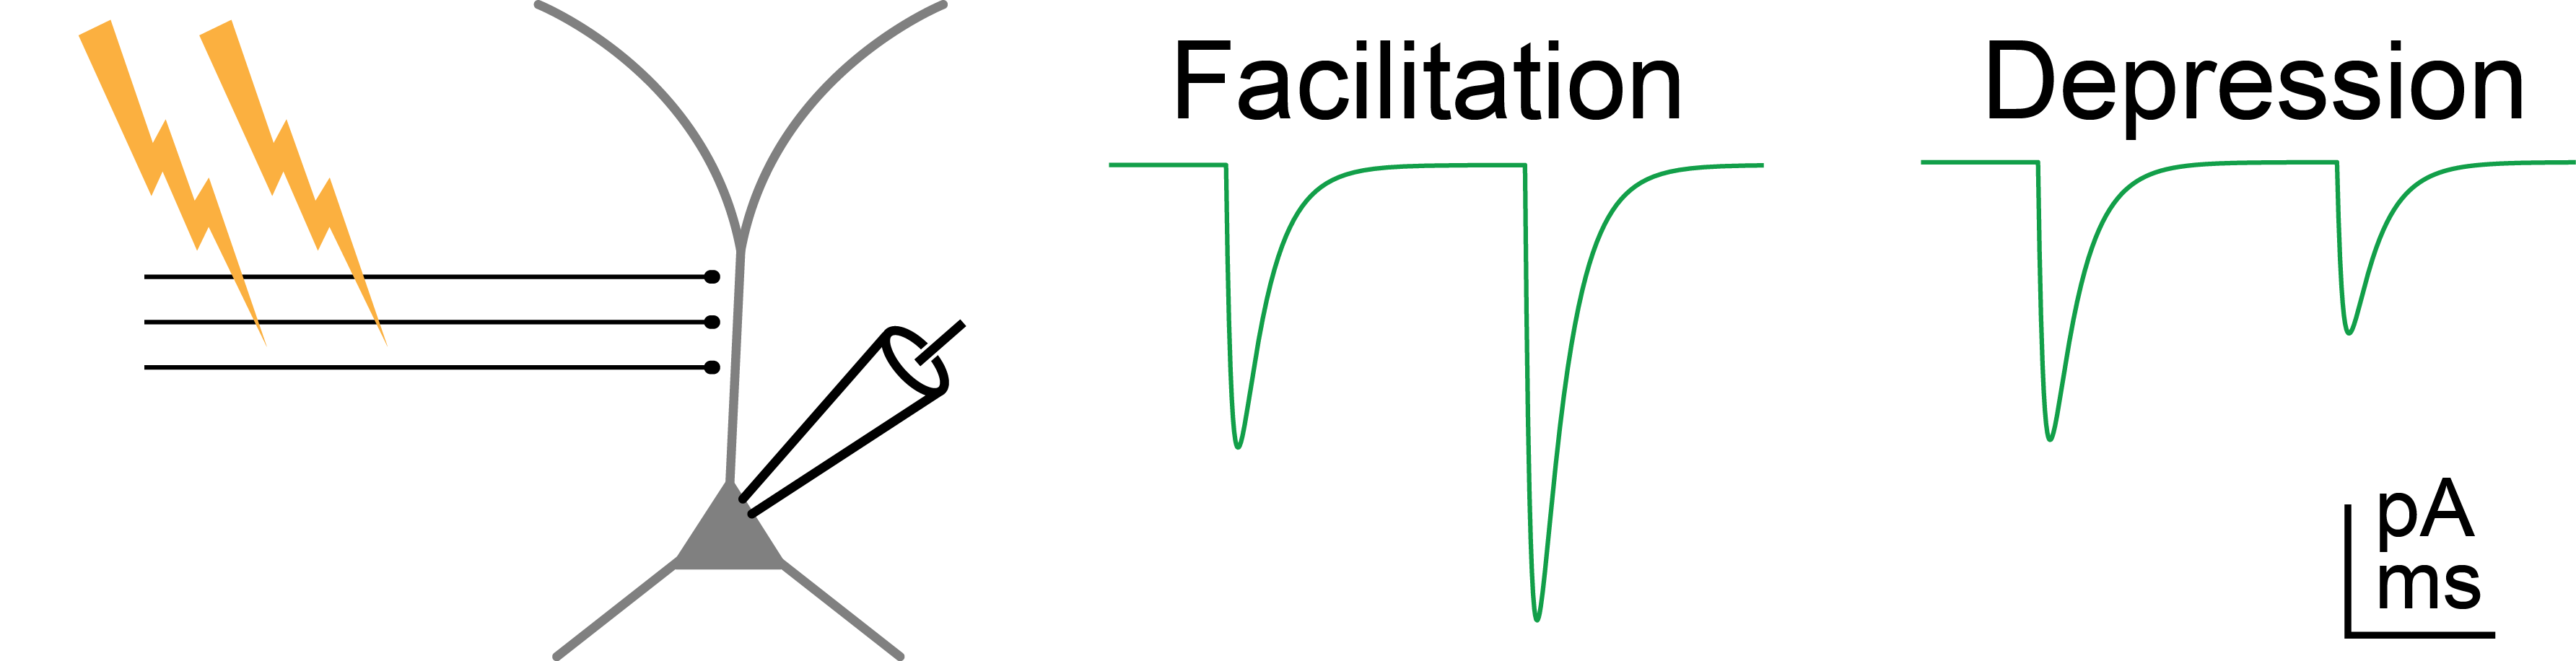 Facilitation
Depression
pA
ms